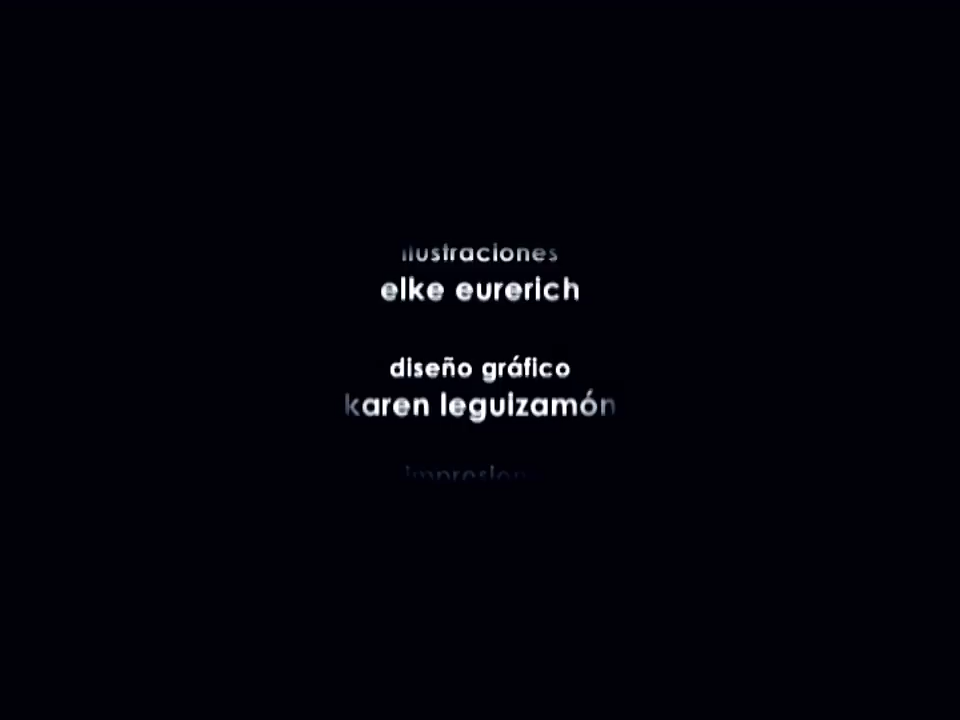 ilustraciones
elke eurerich
diseño gráfico
karen leguizamón